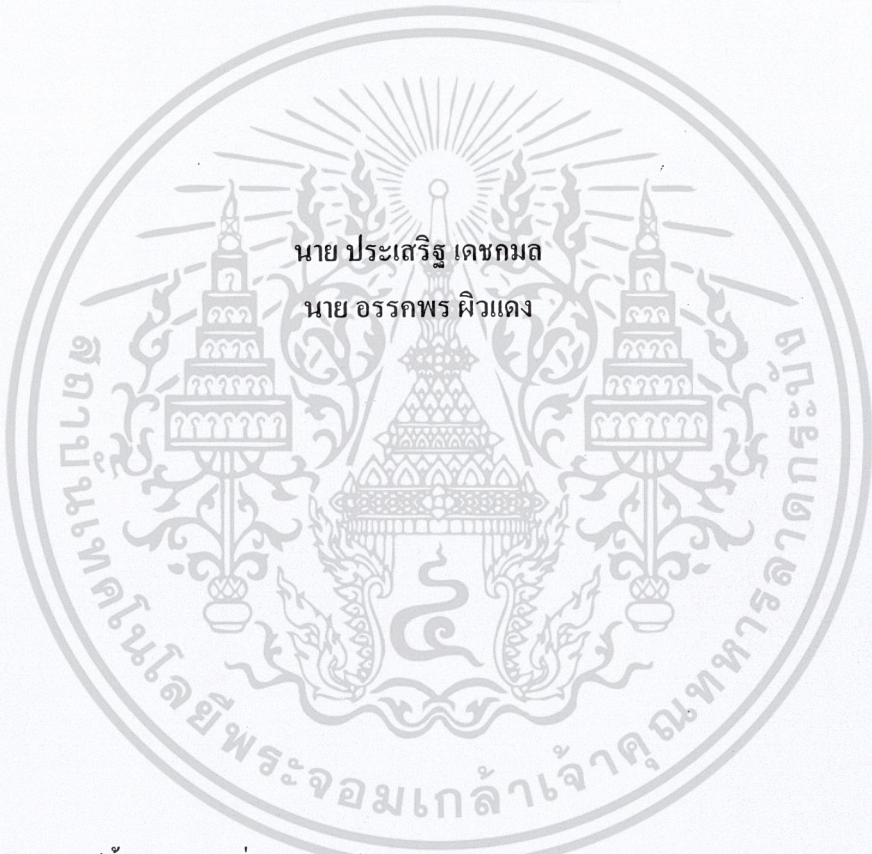 นาย ประเสริฐ เดชกมล
นาย อรรคพร ผิวแดง
สถาบันเทคโนโลยีพระจอมเกล้าเจ้าคุณทหารลาดกระบัง